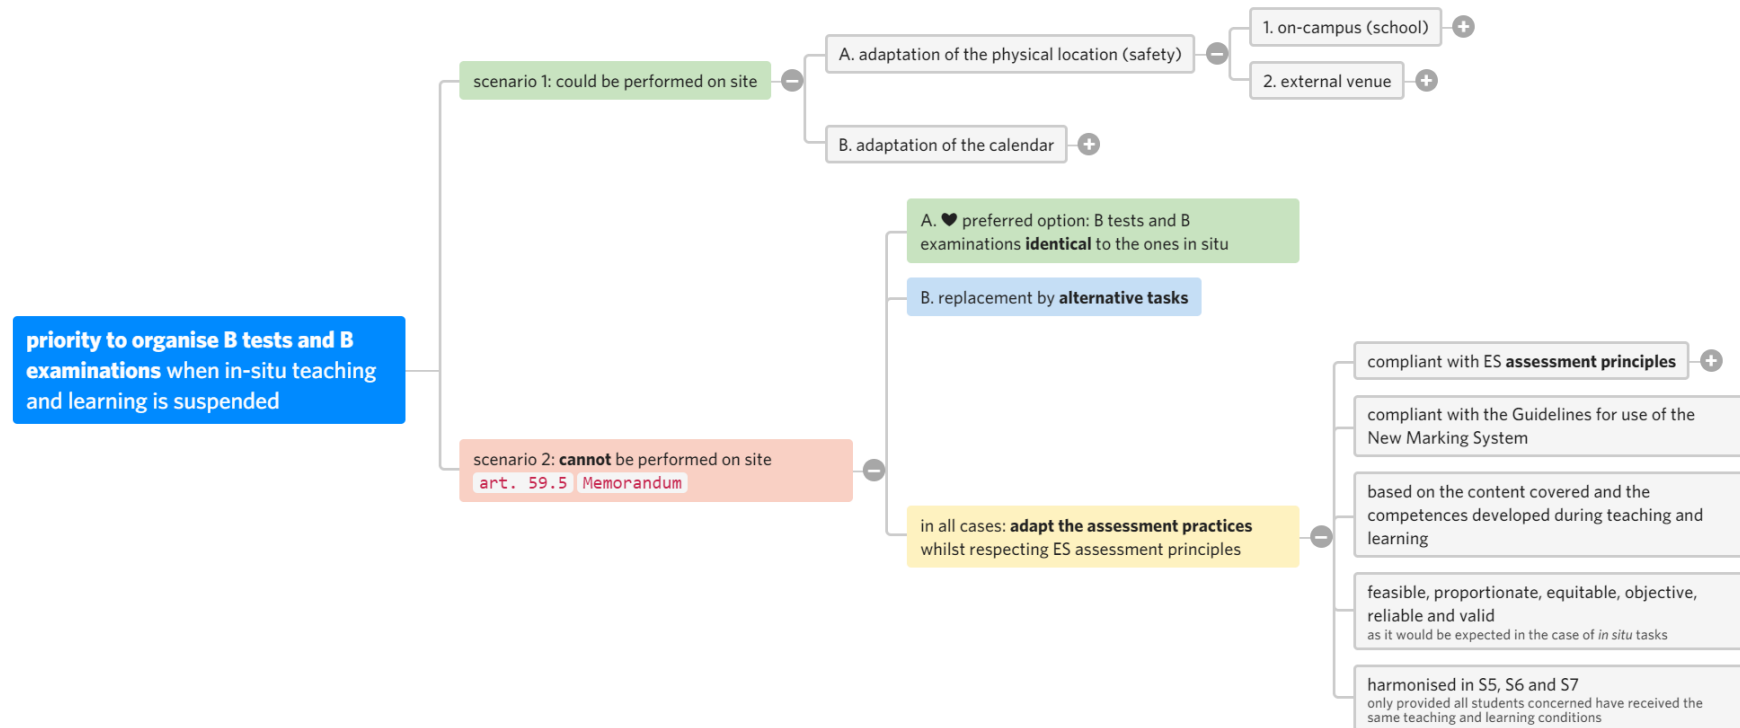 priority to organise B tests and B
examinations when in-situ teaching
and learning is suspended
scenario 1: could be performed on site
A. adaptation of the physical location (safety)
1. on-campus (school)
2. external venue
B. adaptation of the calendar
scenario 2: cannot be performed on site
art. 59.5 Memorandum
A. ♥ preferred option: B tests and B
examinations identical to the ones in situ
B. replacement by alternative tasks
in all cases: adapt the assessment practices
whilst respecting ES assessment principles
compliant with ES assessment principles
compliant with the Guidelines for use of the
New Marking System
based on the content covered and the
competences developed during teaching and
learning
feasible, proportionate, equitable, objective,
reliable and valid
as it would be expected in the case of in situ tasks
harmonised in S5, S6 and S7
only provided all students concerned have received the
same teaching and learning conditions